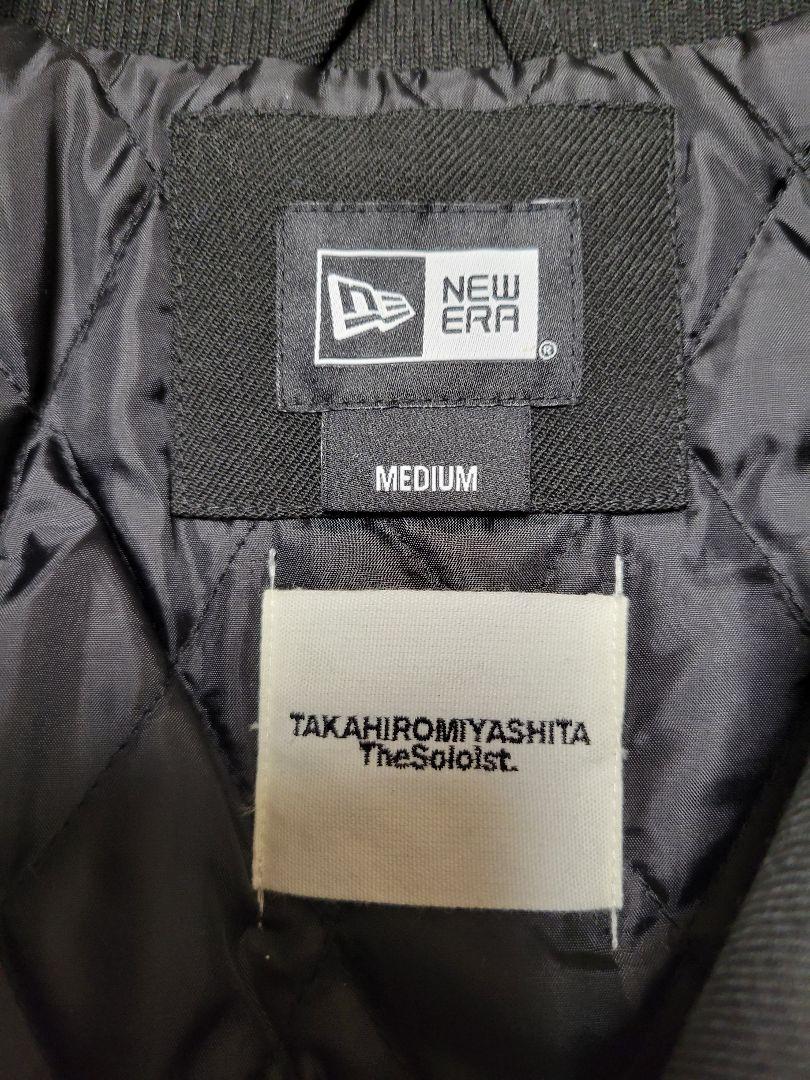 NEW
ERA
®
MEDIUM
TAKAHIROMIYASHITA
TheSoloIst.